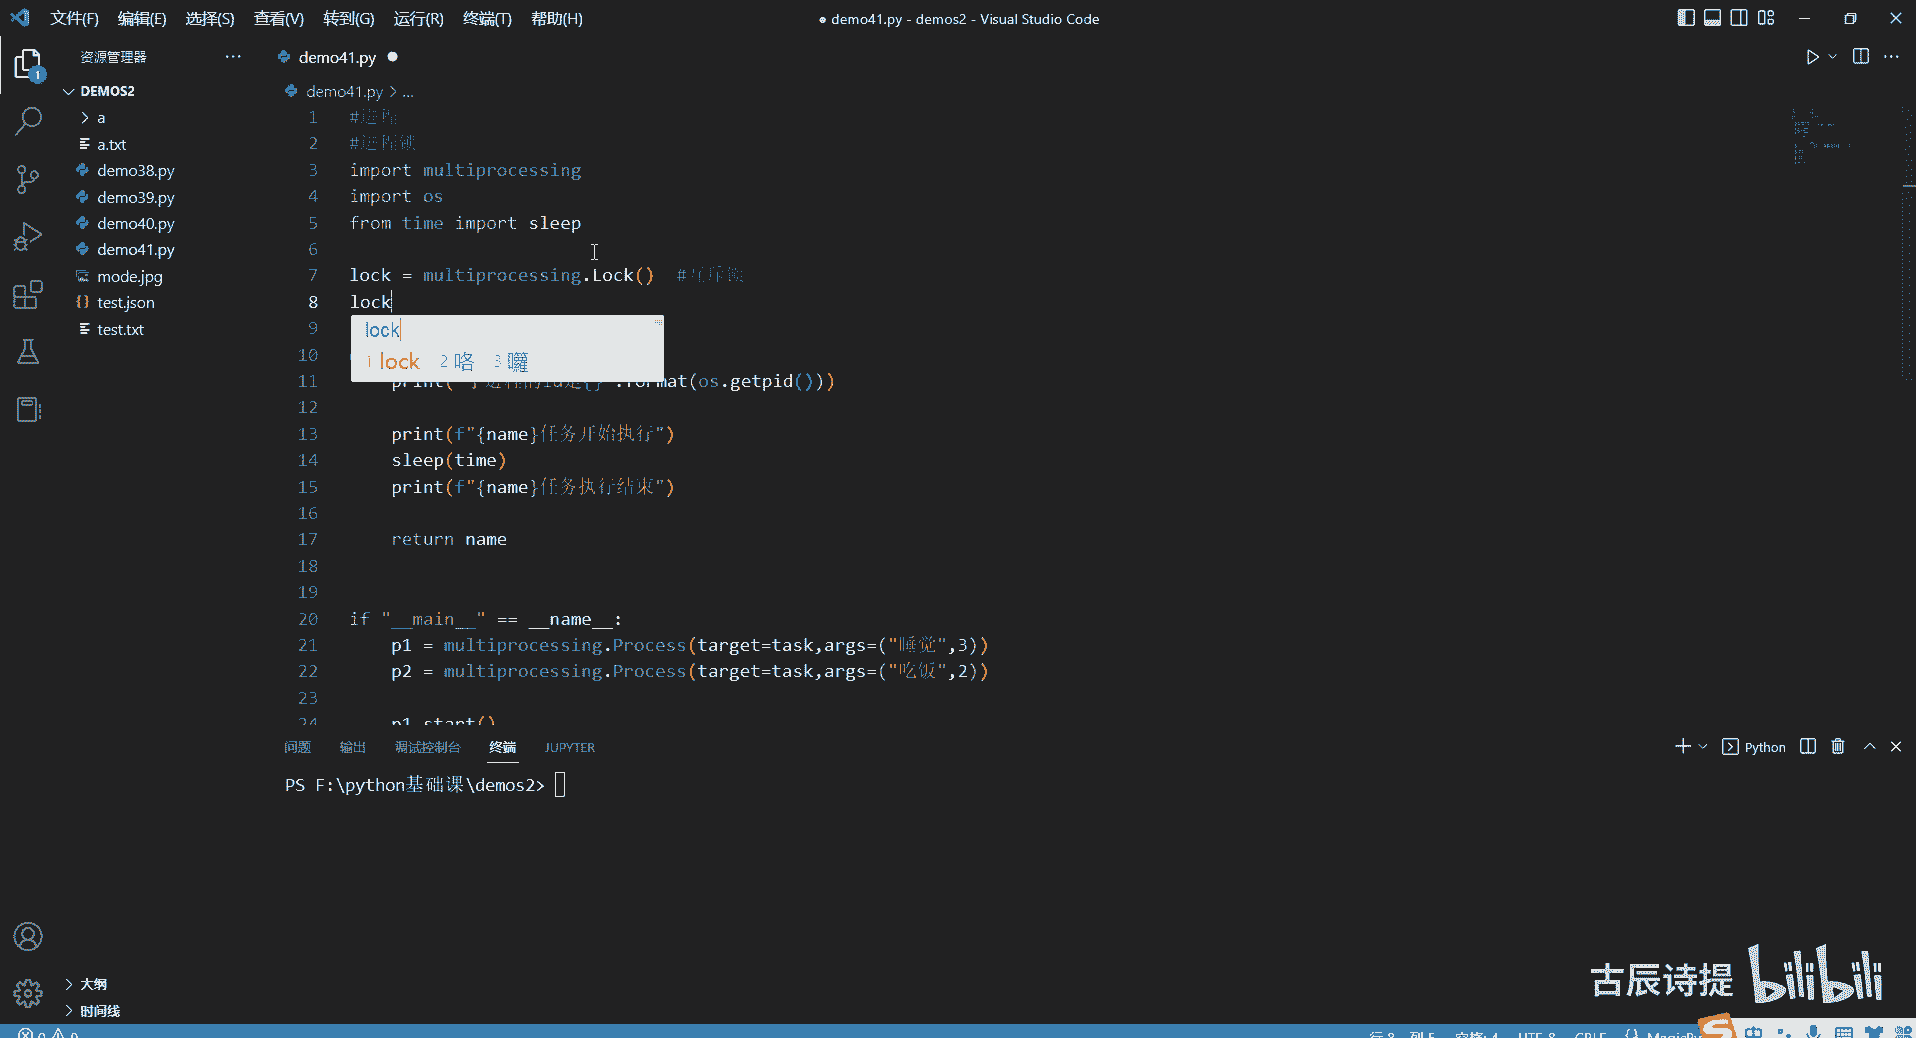 文件(F) 编辑(E) 选择(S) 查看(V) 转到(G) 运行(R) 终端(T) 帮助(H)
● demo41.py - demos2 - Visual Studio Code
资源管理器 ···
1
DEMOS2
a
a.txt
demo38.py
demo39.py
demo40.py
demo41.py
mode.jpg
test.json
test.txt
大纲
时间线
demo41.py ●
demo41.py > ...
1 #进程
2 #进程锁
3 import multiprocessing
4 import os
5 from time import sleep
6
7 lock = multiprocessing.Lock() #
8 lock
lock
1 lock 2 咯 3 囉
9
10
11 .format(os.getpid()))
12
13 print(f"{name}任务开始执行")
14 sleep(time)
15 print(f"{name}任务执行结束")
16
17 return name
18
19
20 if "__main__" == __name__:
21 p1 = multiprocessing.Process(target=task,args=("睡觉",3))
22 p2 = multiprocessing.Process(target=task,args=("吃饭",2))
23
24 p1.start()
问题 输出 调试控制台 终端 JUPYTER
Python
PS F:\python基础课\demos2>
古辰诗提 bilibili
行 8, 列 5 空格: 4 UTF-8 CRLF